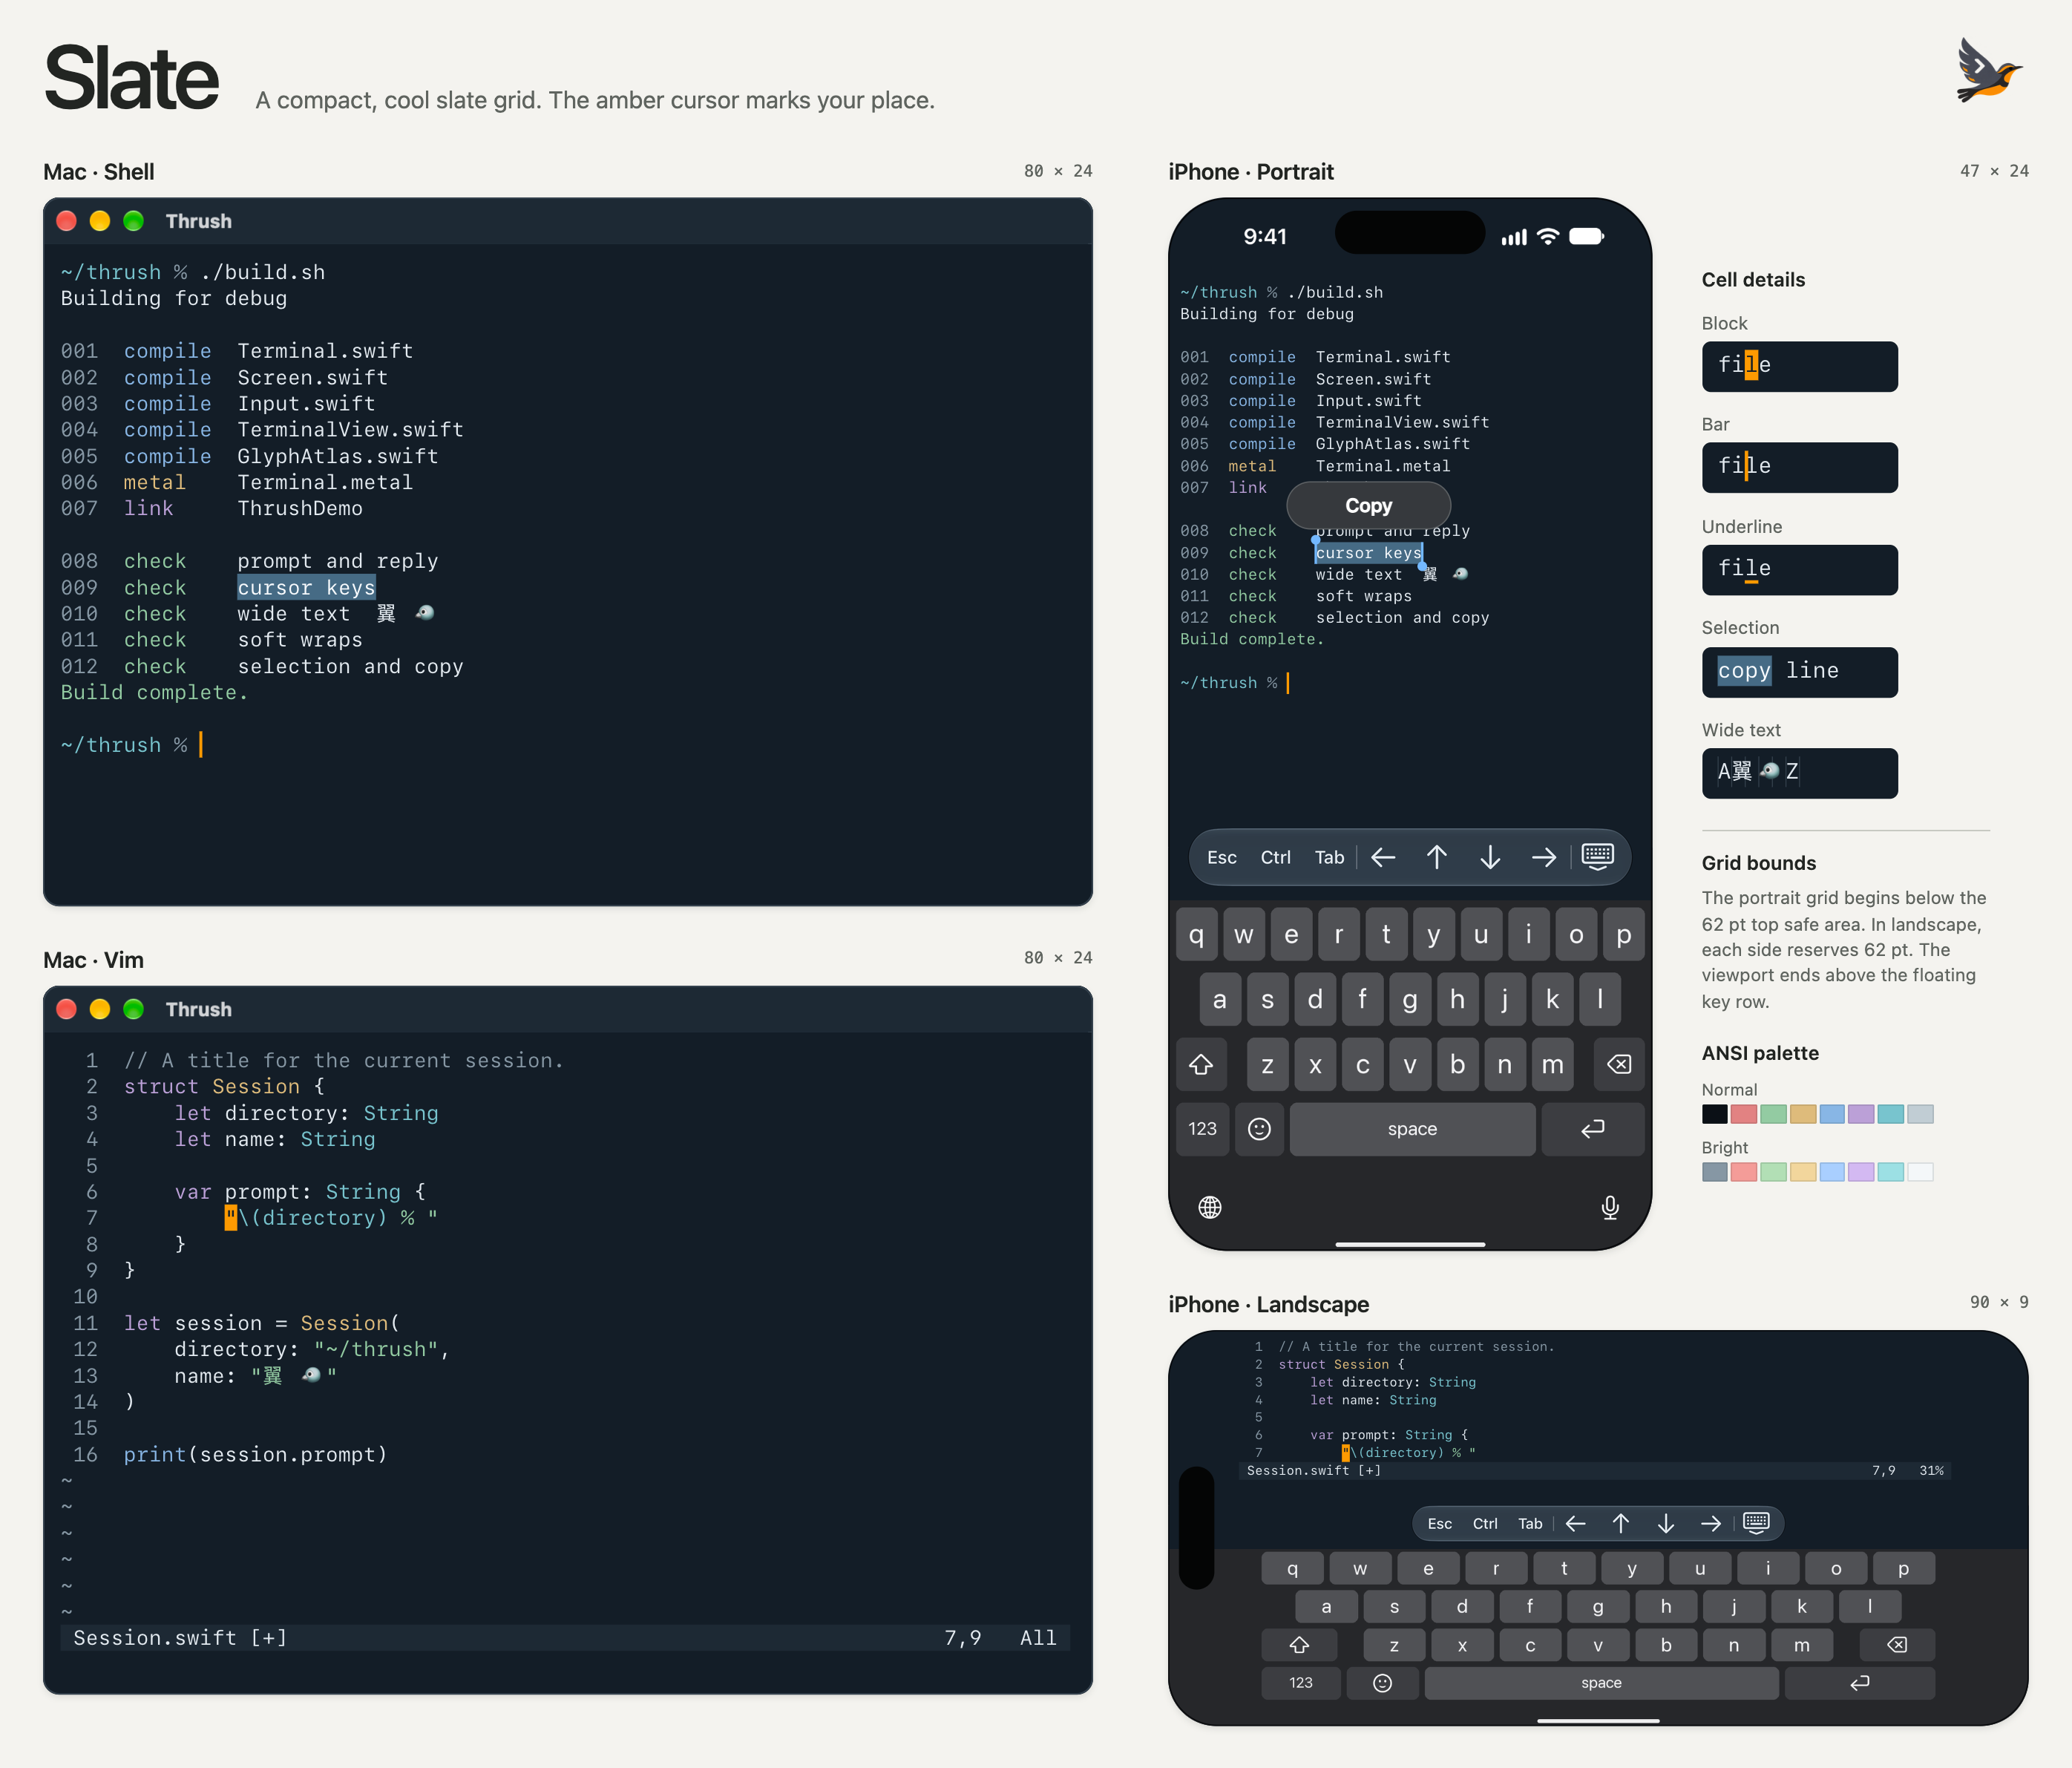 Slate
A compact, cool slate grid. The amber cursor marks your place.
Mac · Shell
80 × 24
Thrush
~/thrush % ./build.sh
Building for debug
001 compile Terminal.swift
002 compile Screen.swift
003 compile Input.swift
004 compile TerminalView.swift
005 compile GlyphAtlas.swift
006 metal Terminal.metal
007 link ThrushDemo
008 check prompt and reply
009 check cursor keys
010 check wide text 翼 🐦
011 check soft wraps
012 check selection and copy
Build complete.
~/thrush %
Mac · Vim
80 × 24
Thrush
1 // A title for the current session.
2 struct Session {
3 let directory: String
4 let name: String
5
6 var prompt: String {
7 "\(directory) % "
8 }
9 }
10
11 let session = Session(
12 directory: "~/thrush",
13 name: "翼 🐦"
14 )
15
16 print(session.prompt)
~
~
~
~
~
~
Session.swift [+] 7,9 All
iPhone · Portrait
47 × 24
9:41
~/thrush % ./build.sh
Building for debug
001 compile Terminal.swift
002 compile Screen.swift
003 compile Input.swift
004 compile TerminalView.swift
005 compile GlyphAtlas.swift
006 metal Terminal.metal
007 link
Copy
008 check prompt and reply
009 check cursor keys
010 check wide text 翼 🐦
011 check soft wraps
012 check selection and copy
Build complete.
~/thrush %
Esc Ctrl Tab
q w e r t y u i o p
a s d f g h j k l
z x c v b n m
123 space
Cell details
Block
file
Bar
file
Underline
file
Selection
copy line
Wide text
A翼🐦Z
Grid bounds
The portrait grid begins below the
62 pt top safe area. In landscape,
each side reserves 62 pt. The
viewport ends above the floating
key row.
ANSI palette
Normal
Bright
iPhone · Landscape
90 × 9
1 // A title for the current session.
2 struct Session {
3 let directory: String
4 let name: String
5
6 var prompt: String {
7 "\(directory) % "
Session.swift [+] 7,9 31%
Esc Ctrl Tab
q w e r t y u i o p
a s d f g h j k l
z x c v b n m
123 space